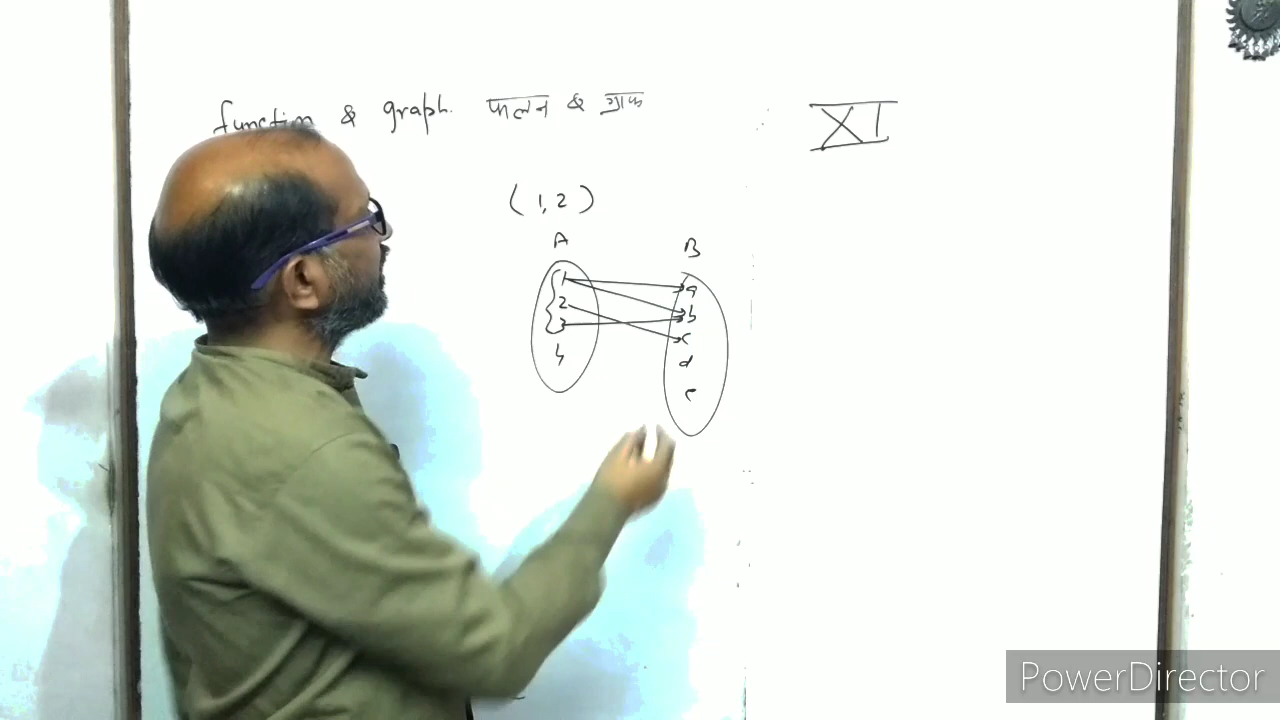 function & graph. फलन & ग्राफ
XI
(1, 2)
A B
1 a
2 b
3 c
4 d
e
PowerDirector